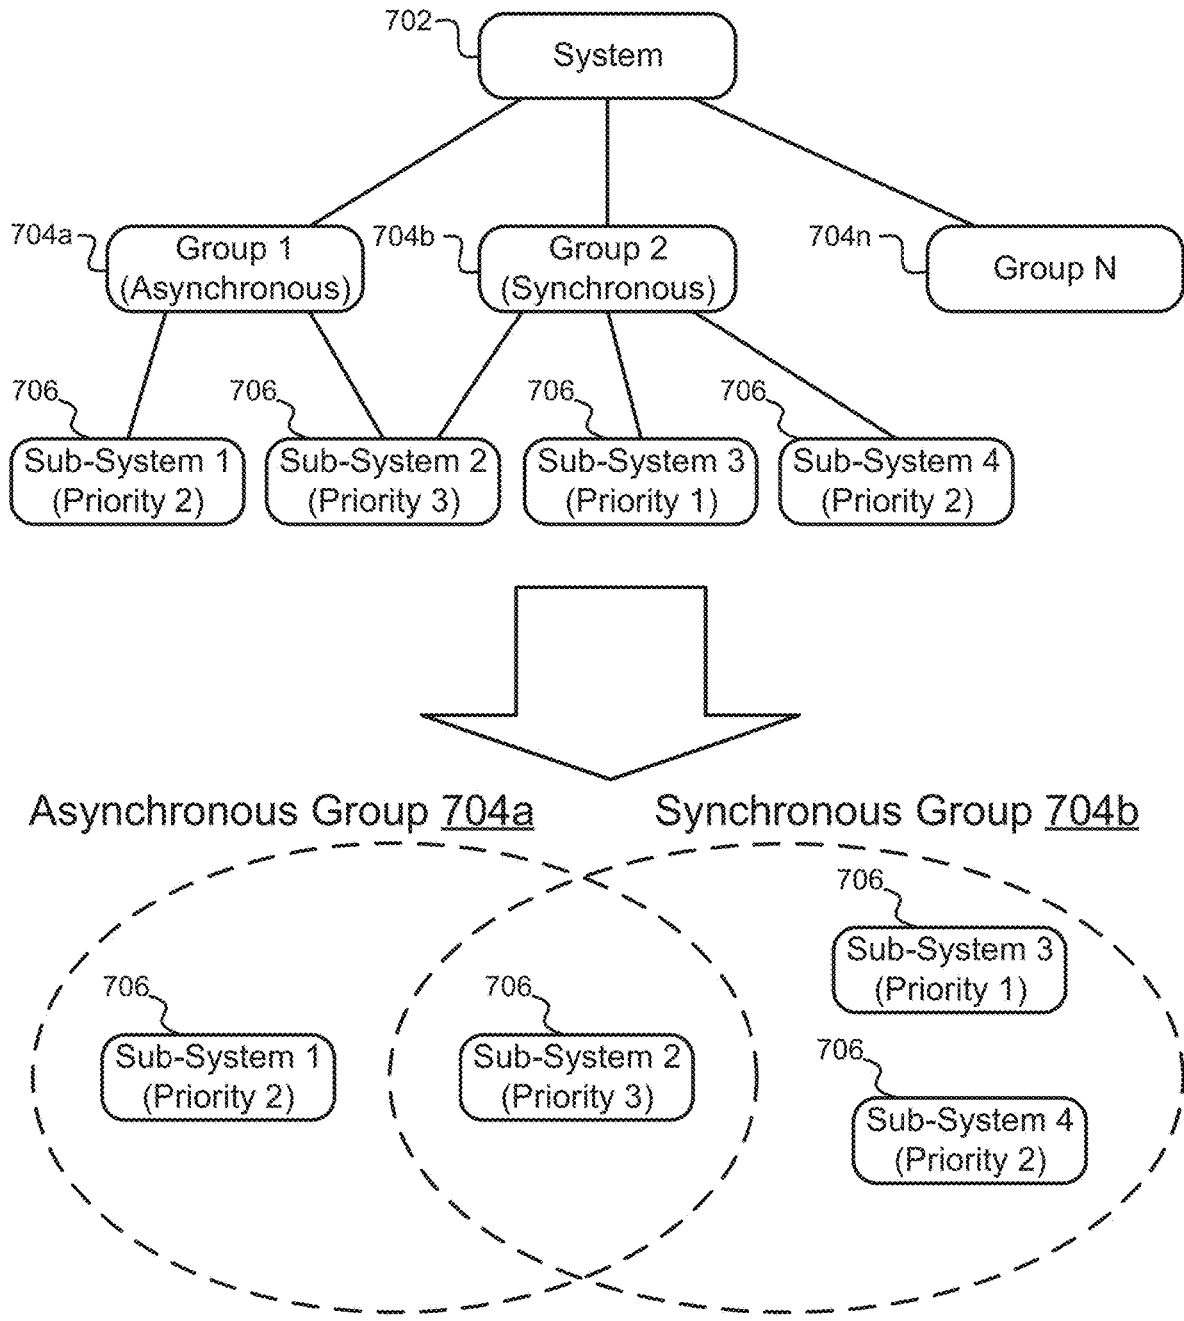 702
System
704a
Group 1
(Asynchronous)
704b
Group 2
(Synchronous)
704n
Group N
706
Sub-System 1
(Priority 2)
706
Sub-System 2
(Priority 3)
706
Sub-System 3
(Priority 1)
706
Sub-System 4
(Priority 2)
Asynchronous Group 704a
Synchronous Group 704b
706
Sub-System 3
(Priority 1)
706
Sub-System 1
(Priority 2)
706
Sub-System 2
(Priority 3)
706
Sub-System 4
(Priority 2)